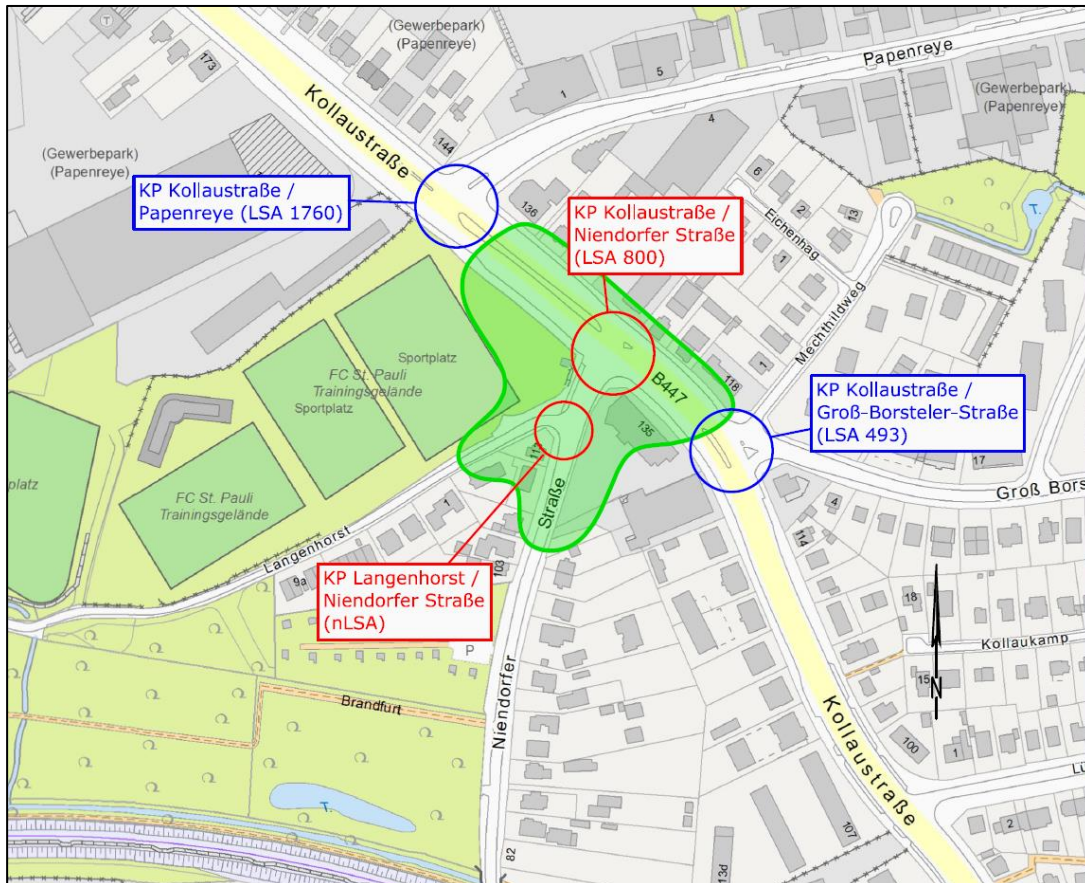 (Gewerbepark)
(Papenreye)
T
173
Kollaustraße
Papenreye
5
1
(Gewerbepark)
(Papenreye)
4
144
(Gewerbepark)
(Papenreye)
KP Kollaustraße /
Papenreye (LSA 1760)
136
KP Kollaustraße /
Niendorfer Straße
(LSA 800)
6
2
13
Eichenhag
1
T.
Mechthildweg
Sportplatz
FC St. Pauli
Trainingsgelände
Sportplatz
B447
118
1
KP Kollaustraße /
Groß-Borsteler-Straße
(LSA 493)
135
113
17
Groß Bors
platz
FC St. Pauli
Trainingsgelände
Straße
Langenhorst
1
9a
103
4
114
KP Langenhorst /
Niendorfer Straße
(nLSA)
P
18
Kollaukamp
15
N
Brandfurt
Niendorfer
Kollaustraße
100
1
T.
Lü
2
107
82
13d